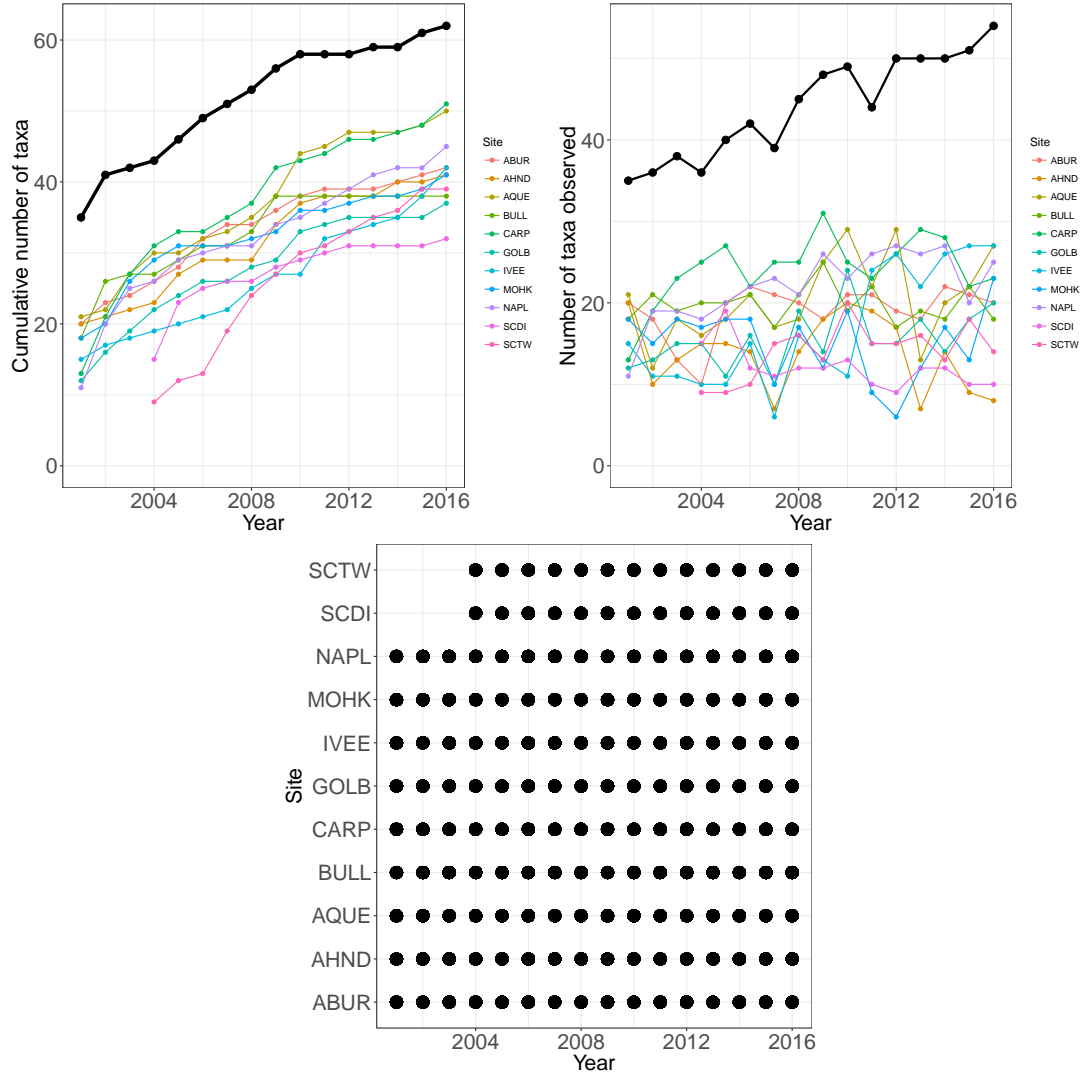 Cumulative number of taxa
60
40
20
0
2004 2008 2012 2016
Year
Site
ABUR
AHND
AQUE
BULL
CARP
GOLB
IVEE
MOHK
NAPL
SCDI
SCTW
Number of taxa observed
40
20
0
2004 2008 2012 2016
Year
Site
ABUR
AHND
AQUE
BULL
CARP
GOLB
IVEE
MOHK
NAPL
SCDI
SCTW
Site
SCTW
SCDI
NAPL
MOHK
IVEE
GOLB
CARP
BULL
AQUE
AHND
ABUR
2004 2008 2012 2016
Year